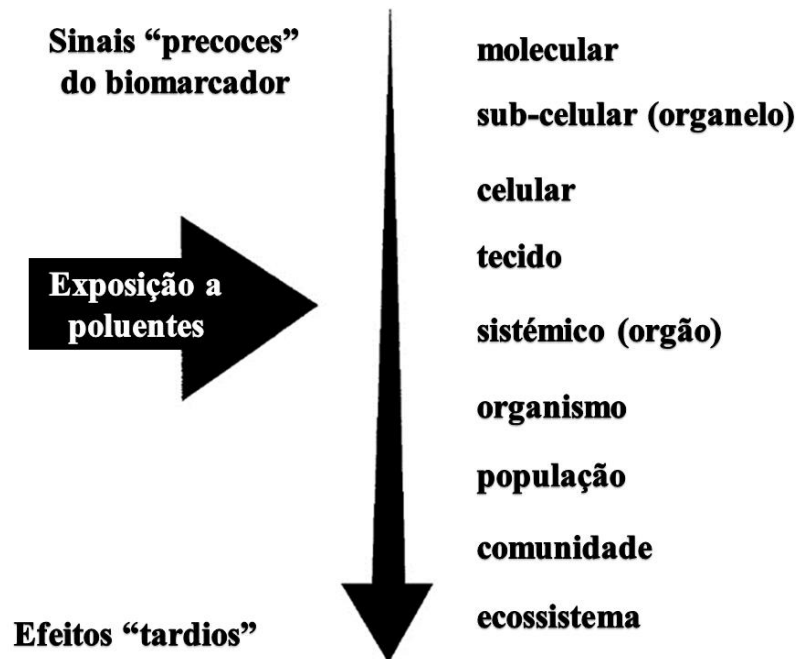 Sinais “precoces”
do biomarcador
Exposição a
poluentes
Efeitos “tardios”
molecular
sub-celular (organelo)
celular
tecido
sistémico (orgão)
organismo
população
comunidade
ecossistema